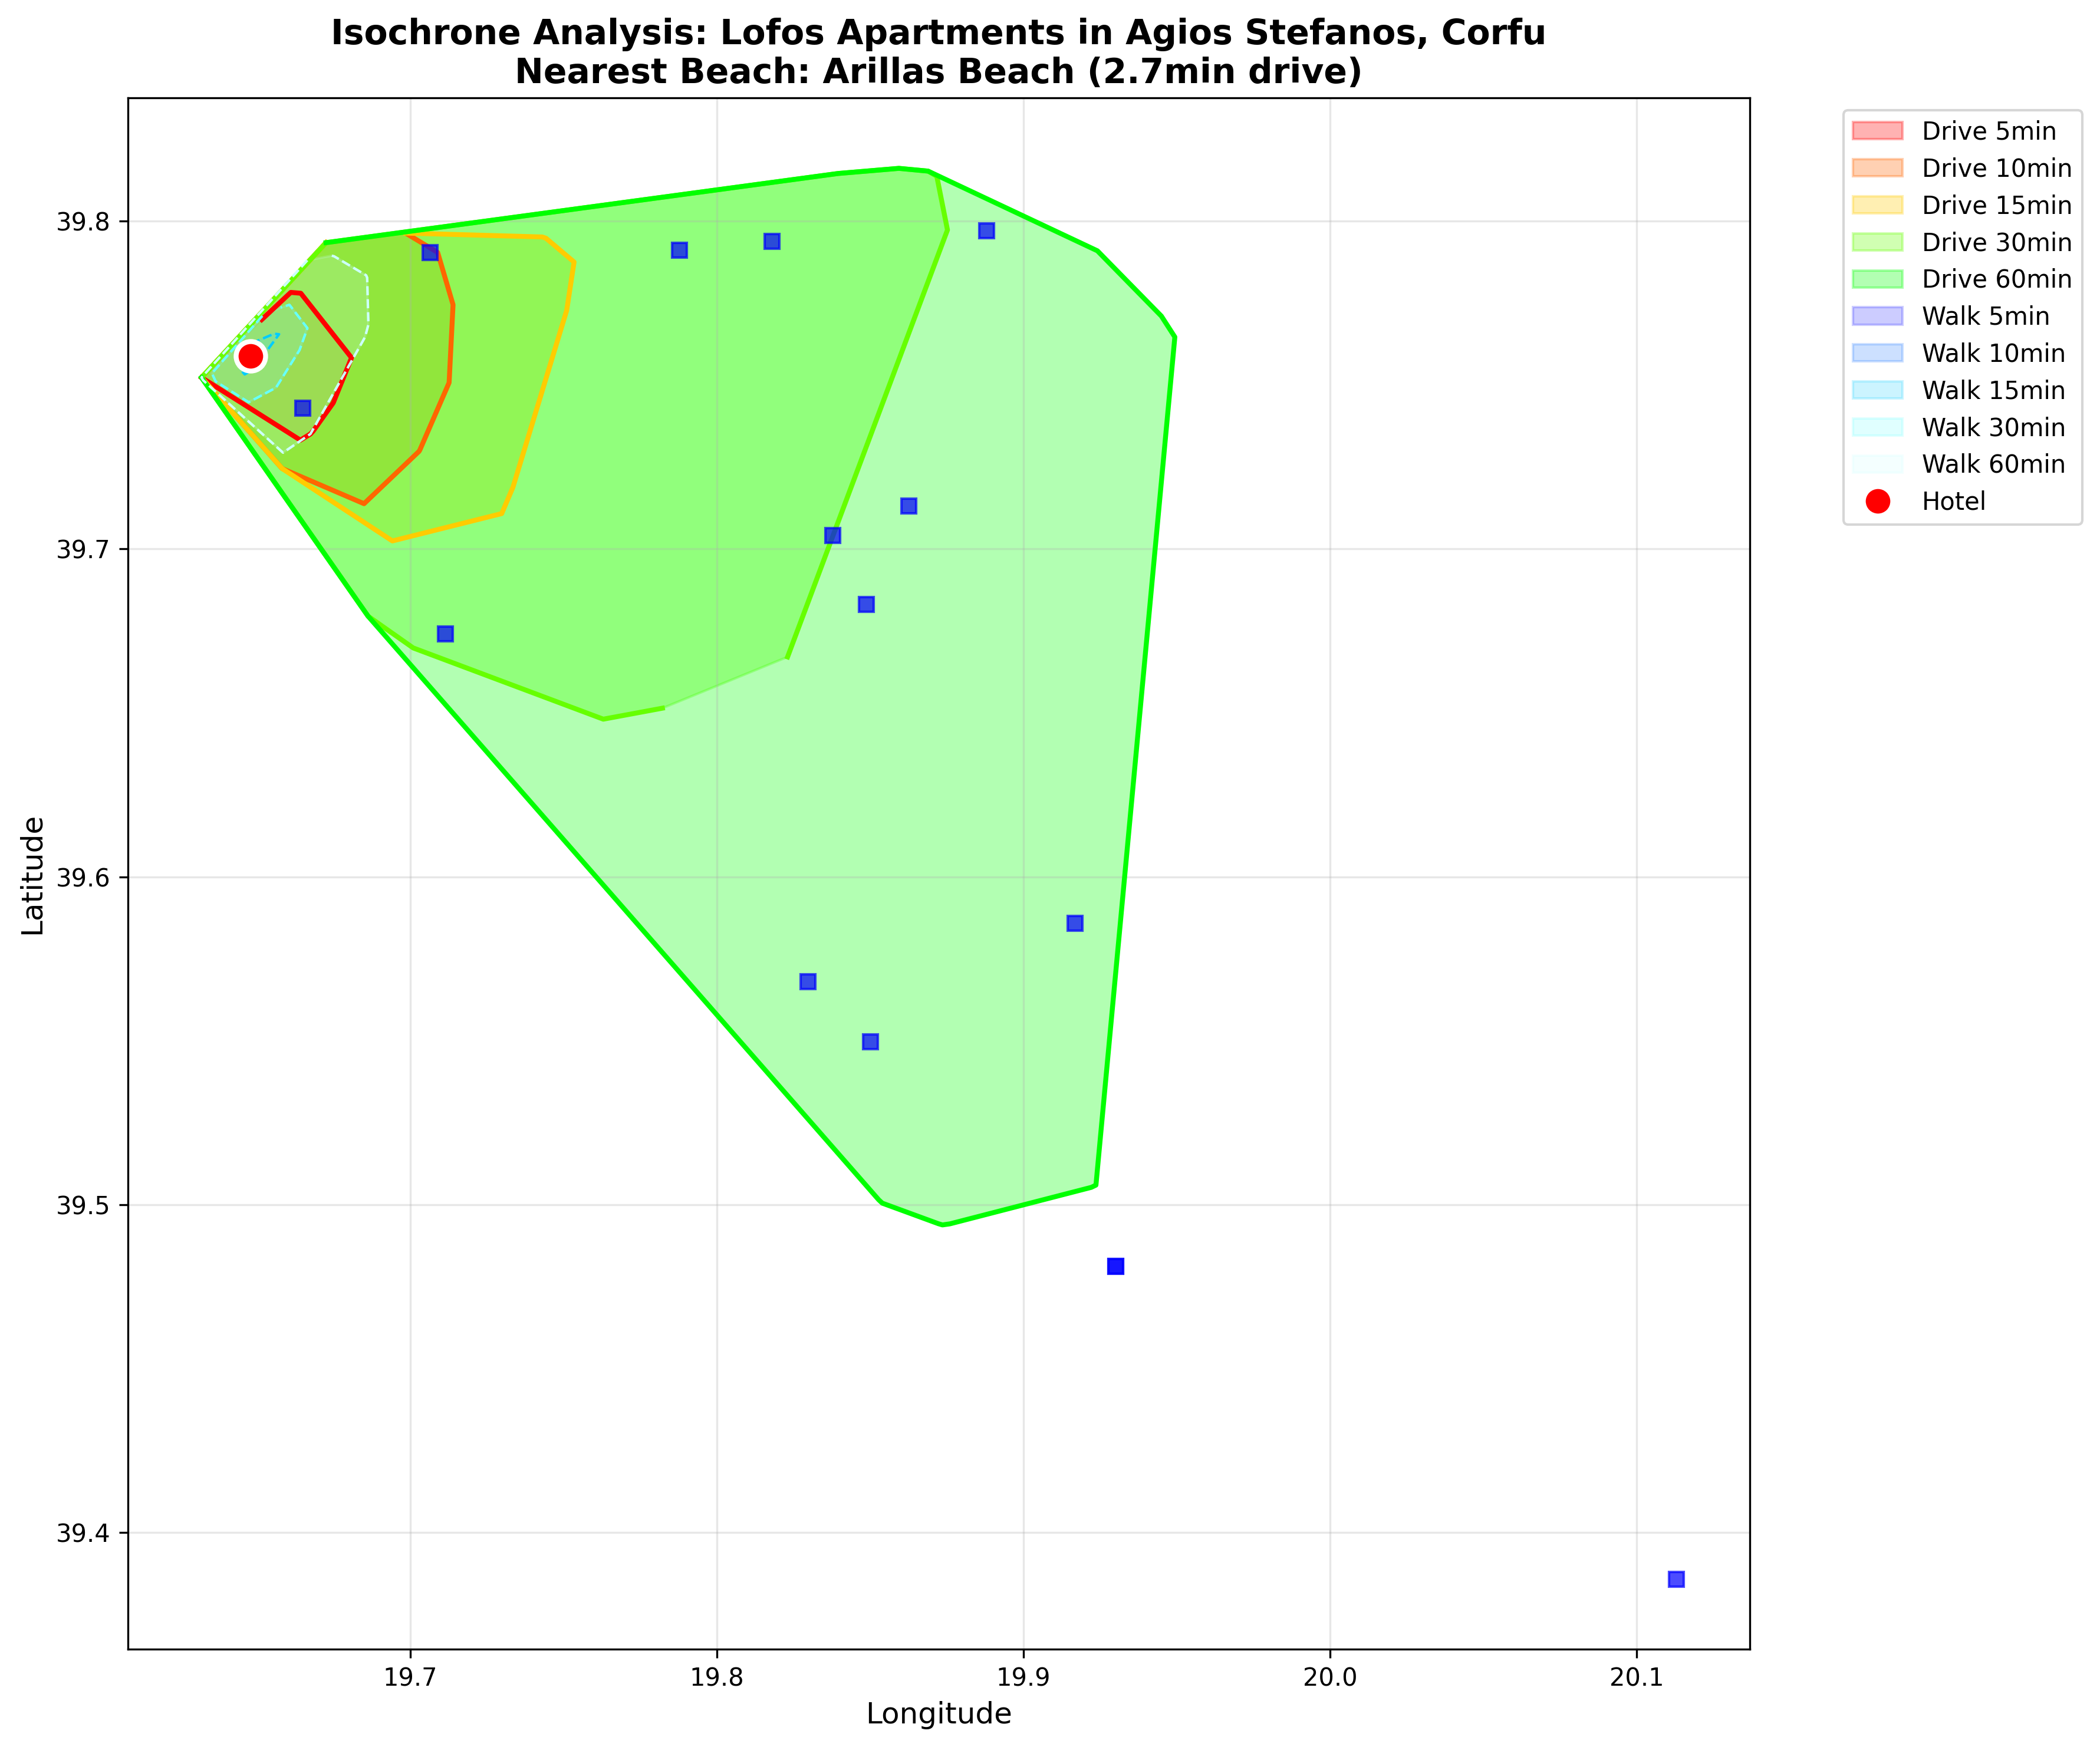 Isochrone Analysis: Lofos Apartments in Agios Stefanos, Corfu
Nearest Beach: Arillas Beach (2.7min drive)
Drive 5min
Drive 10min
Drive 15min
Drive 30min
Drive 60min
Walk 5min
Walk 10min
Walk 15min
Walk 30min
Walk 60min
Hotel
Latitude
39.8
39.7
39.6
39.5
39.4
19.7
19.8
19.9
20.0
20.1
Longitude